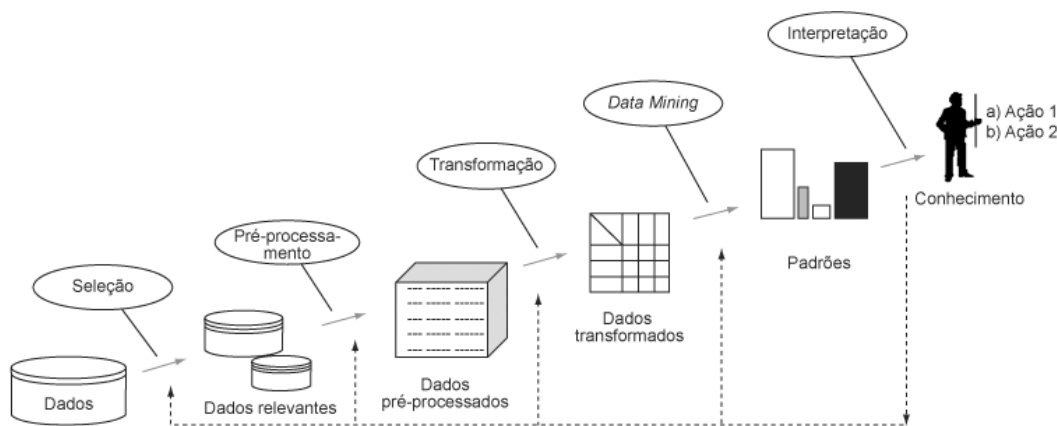 Interpretação
Data Mining
a) Ação 1
b) Ação 2
Transformação
Conhecimento
Pré-processa-
mento
Padrões
Seleção
Dados
transformados
Dados
pré-processados
Dados
Dados relevantes